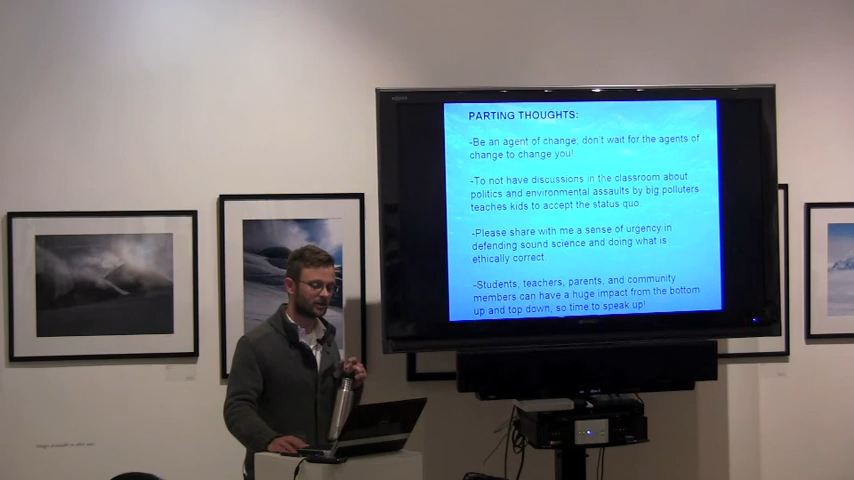 PARTING THOUGHTS:
-Be an agent of change; don't wait for the agents of
change to change you!
-To not have discussions in the classroom about
politics and environmental assaults by big polluters
teaches kids to accept the status quo.
-Please share with me a sense of urgency in
defending sound science and doing what is
ethically correct
-Students, teachers, parents, and community
members can have a huge impact from the bottom
up and top down, so time to speak up!